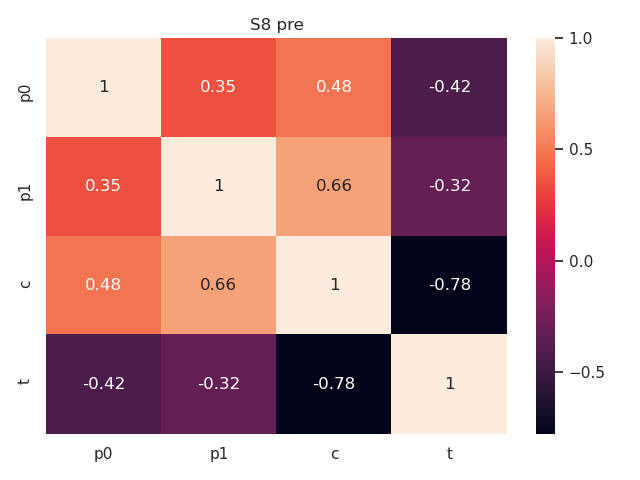 S8 pre
p0 1 0.35 0.48 -0.42
p1 0.35 1 0.66 -0.32
c 0.48 0.66 1 -0.78
t -0.42 -0.32 -0.78 1
p0 p1 c t
1.0
0.5
0.0
−0.5